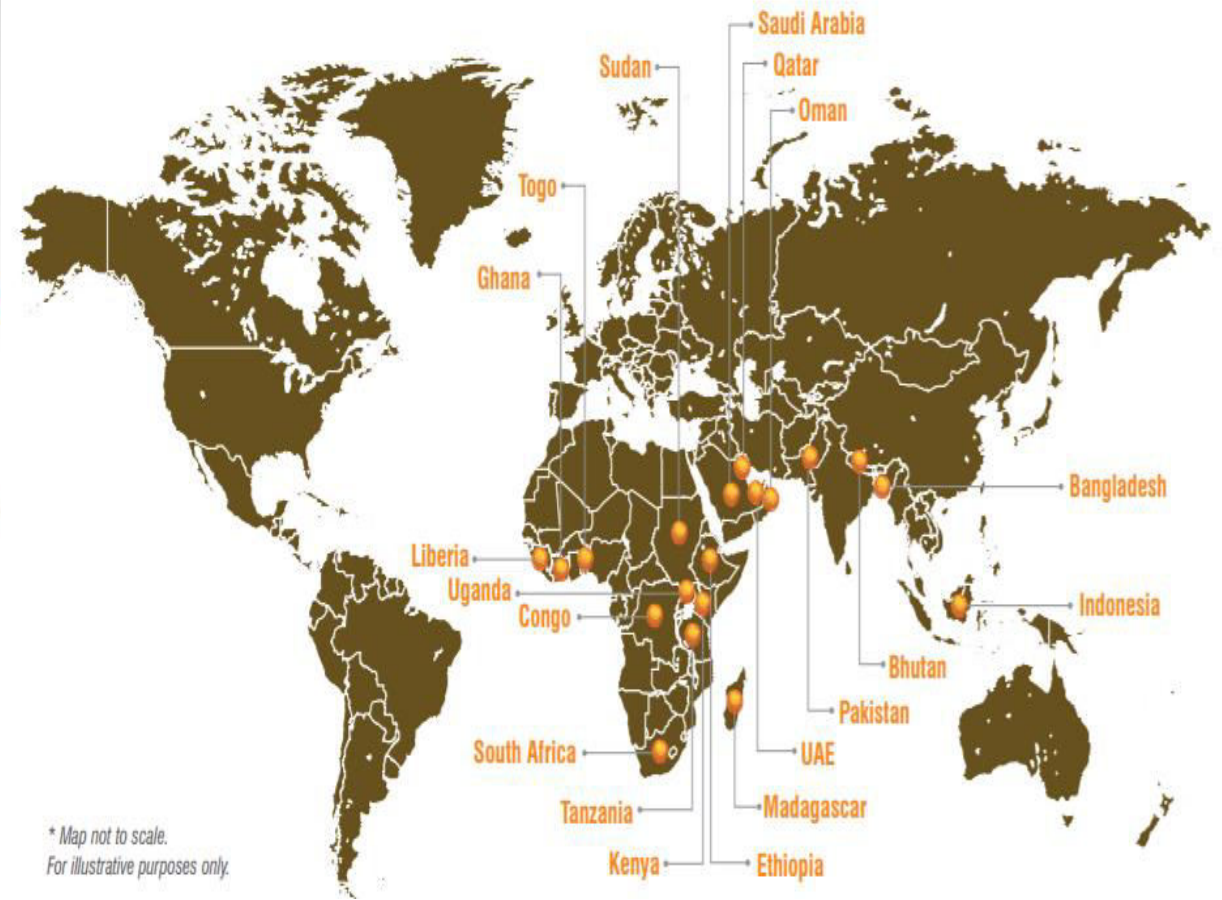 Saudi Arabia
Sudan
Qatar
Oman
Togo
Ghana
Bangladesh
Liberia
Uganda
Congo
Indonesia
Bhutan
Pakistan
South Africa
UAE
Tanzania
Madagascar
Kenya
Ethiopia
* Map not to scale.
For illustrative purposes only.